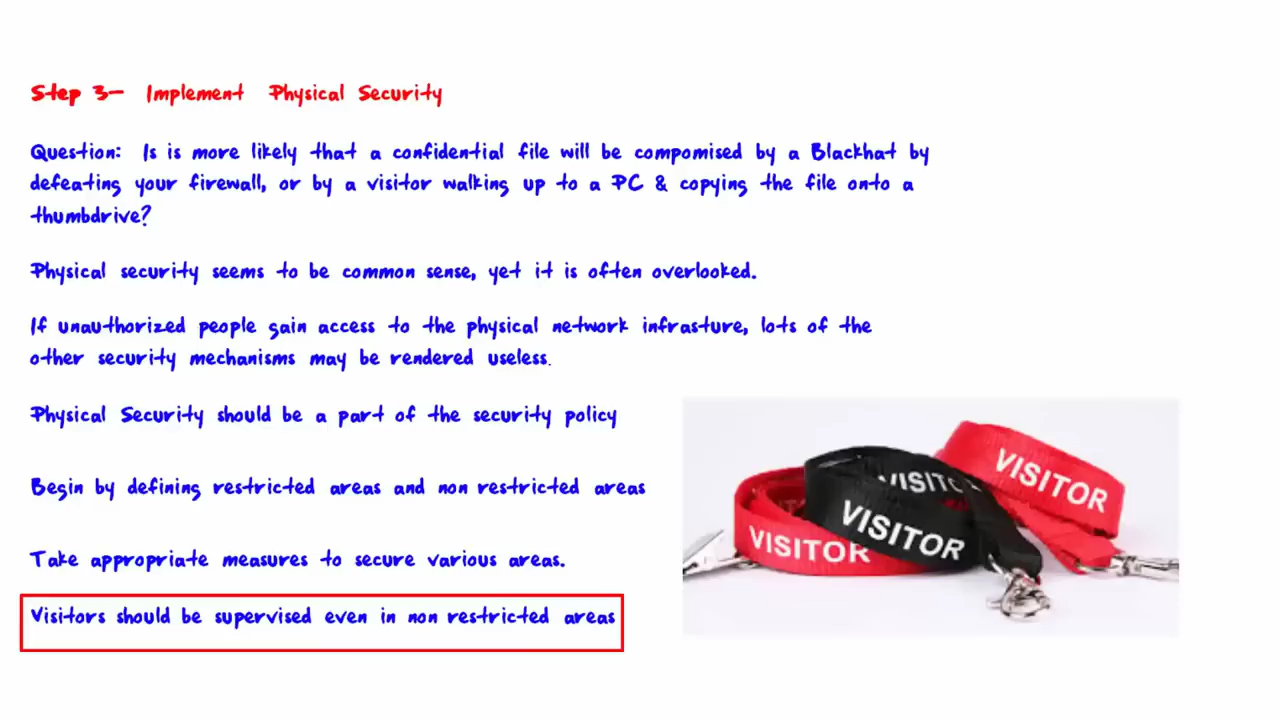 Step 3- Implement Physical Security
Question: Is is more likely that a confidential file will be compomised by a Blackhat by
defeating your firewall, or by a visitor walking up to a PC & copying the file onto a
thumbdrive?
Physical security seems to be common sense, yet it is often overlooked.
If unauthorized people gain access to the physical network infrasture, lots of the
other security mechanisms may be rendered useless.
Physical Security should be a part of the security policy
Begin by defining restricted areas and non restricted areas
Take appropriate measures to secure various areas.
Visitors should be supervised even in non restricted areas
VISITOR
VISITOR
VISITOR